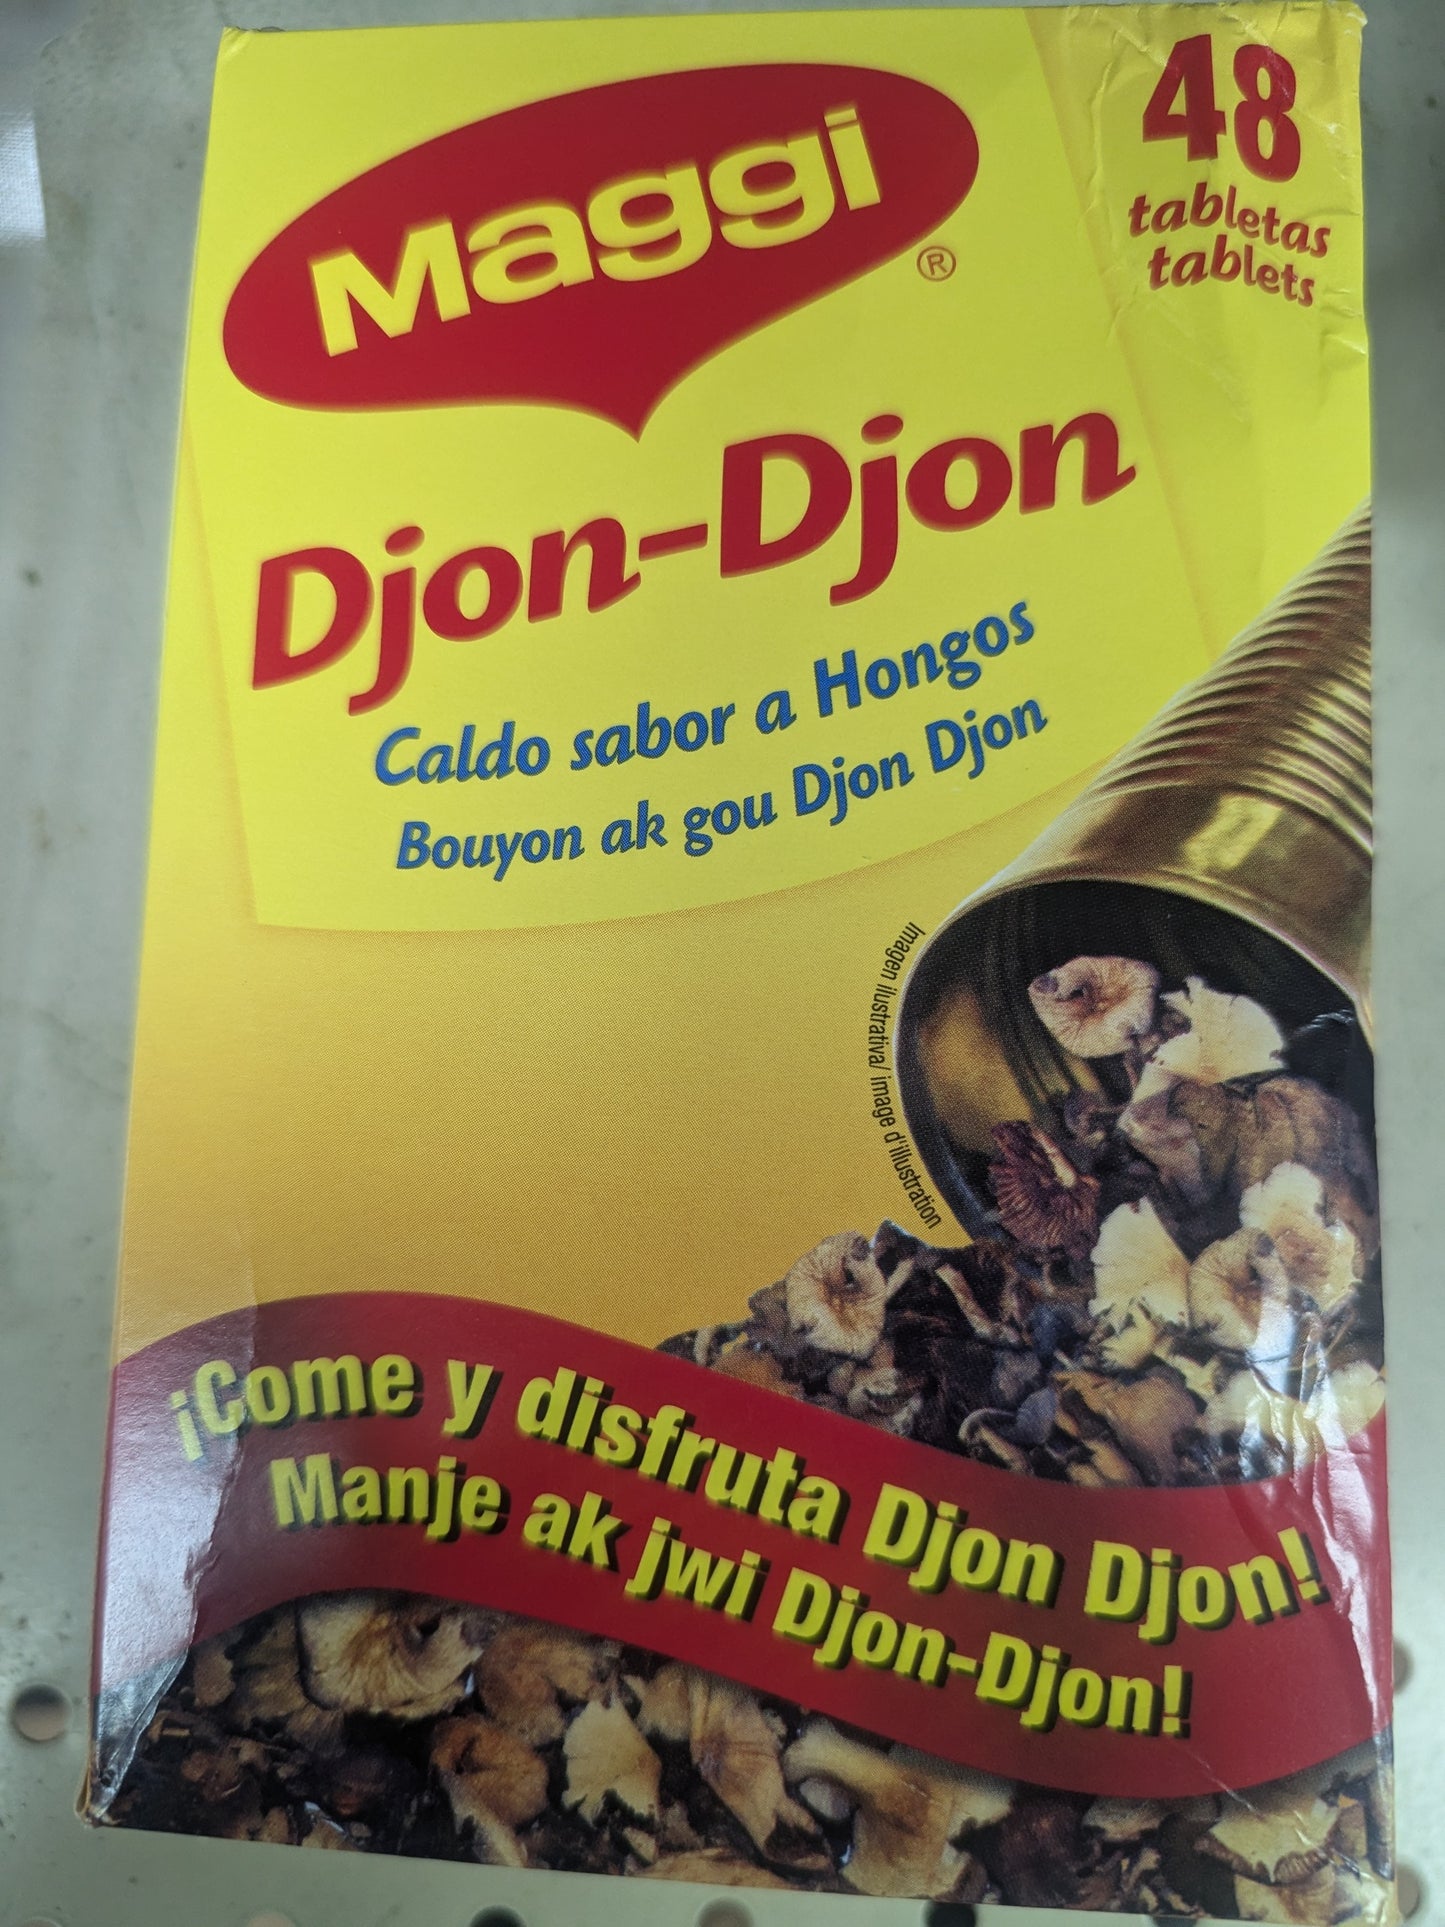 Maggi
®
48
tabletas
tablets
Djon-Djon
Caldo sabor a Hongos
Bouyon ak gou Djon Djon
Imagen ilustrativa/ image d'illustration
¡Come y disfruta Djon Djon!
Manje ak jwi Djon-Djon!